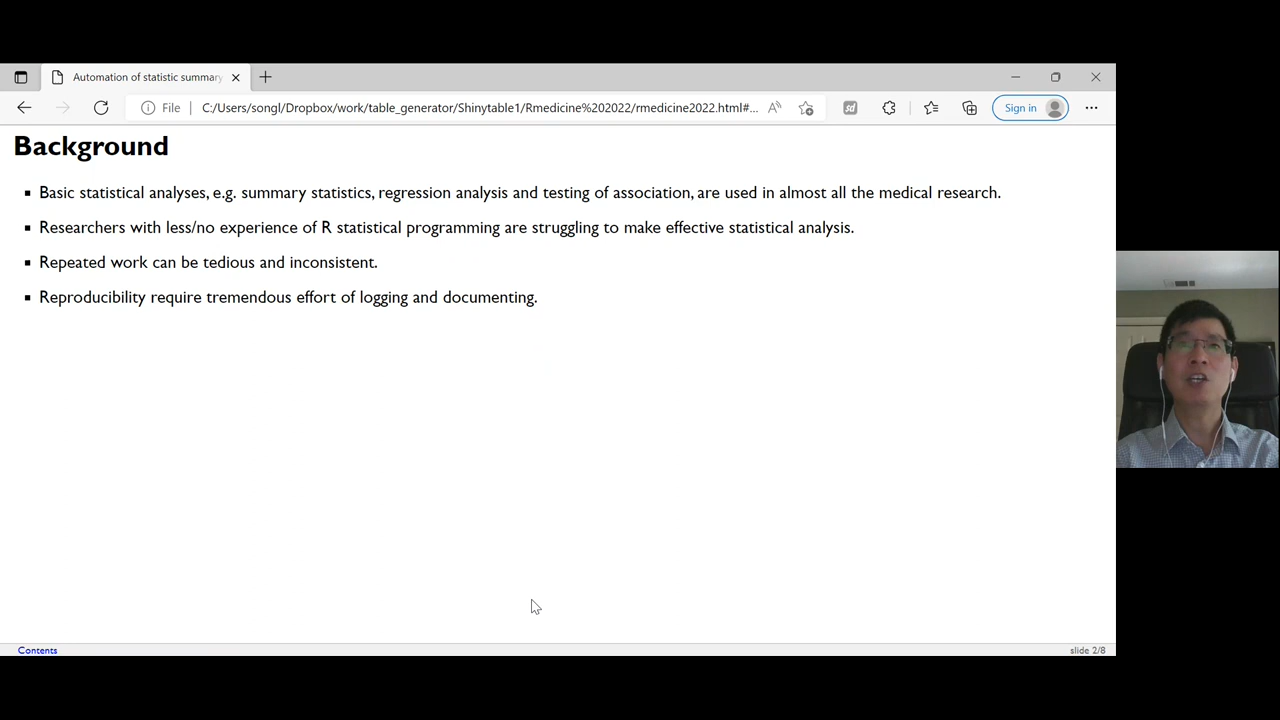 Automation of statistic summary
File
C:/Users/songl/Dropbox/work/table_generator/Shinytable1/Rmedicine%202022/rmedicine2022.html#...
Sign in
Background
Basic statistical analyses, e.g. summary statistics, regression analysis and testing of association, are used in almost all the medical research.
Researchers with less/no experience of R statistical programming are struggling to make effective statistical analysis.
Repeated work can be tedious and inconsistent.
Reproducibility require tremendous effort of logging and documenting.
Contents
slide 2/8